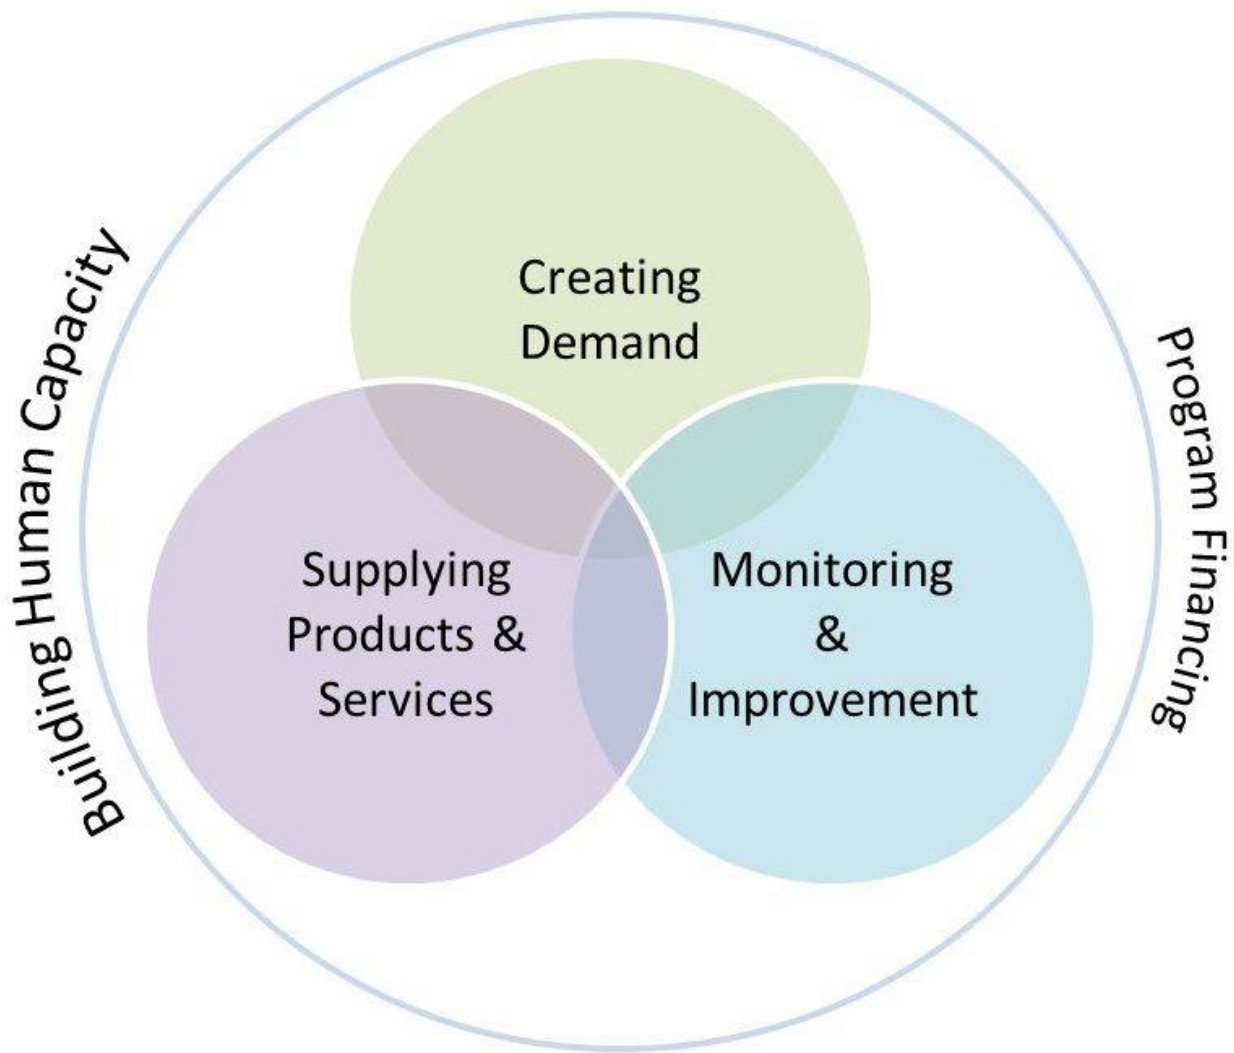 Creating
Demand
Building Human Capacity
Program Financing
Supplying
Products &
Services
Monitoring
&
Improvement